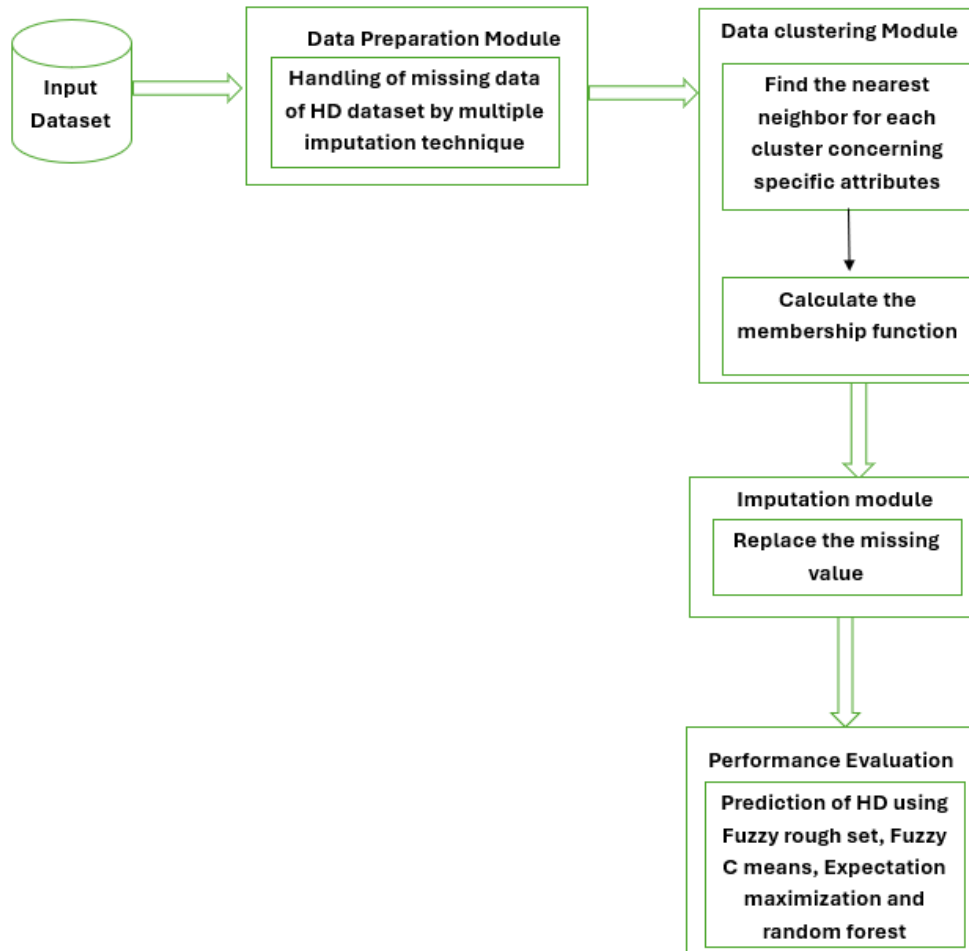 Input
Dataset
Data Preparation Module
Handling of missing data
of HD dataset by multiple
imputation technique
Data clustering Module
Find the nearest
neighbor for each
cluster concerning
specific attributes
Calculate the
membership function
Imputation module
Replace the missing
value
Performance Evaluation
Prediction of HD using
Fuzzy rough set, Fuzzy
C means, Expectation
maximization and
random forest